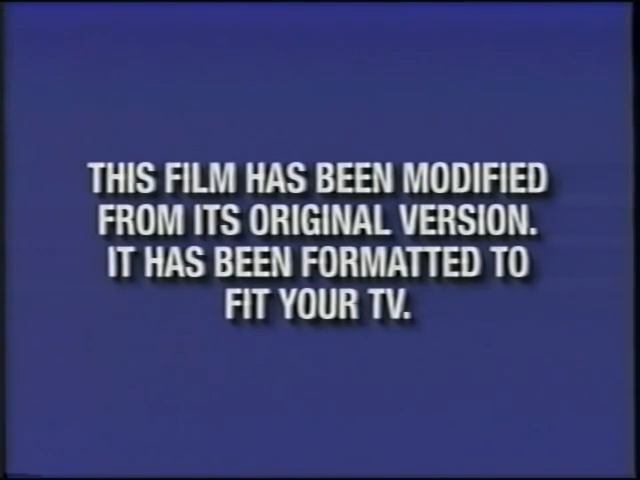 THIS FILM HAS BEEN MODIFIED
FROM ITS ORIGINAL VERSION.
IT HAS BEEN FORMATTED TO
FIT YOUR TV.